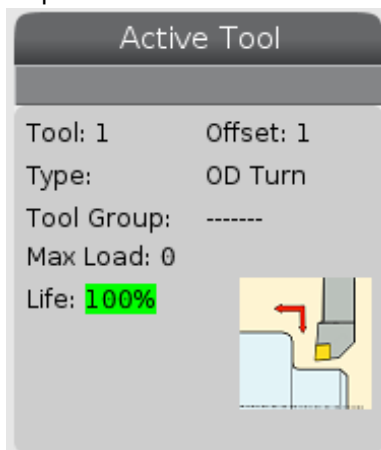 Active Tool
Tool: 1 Offset: 1
Type: OD Turn
Tool Group: -------
Max Load: 0
Life: 100%